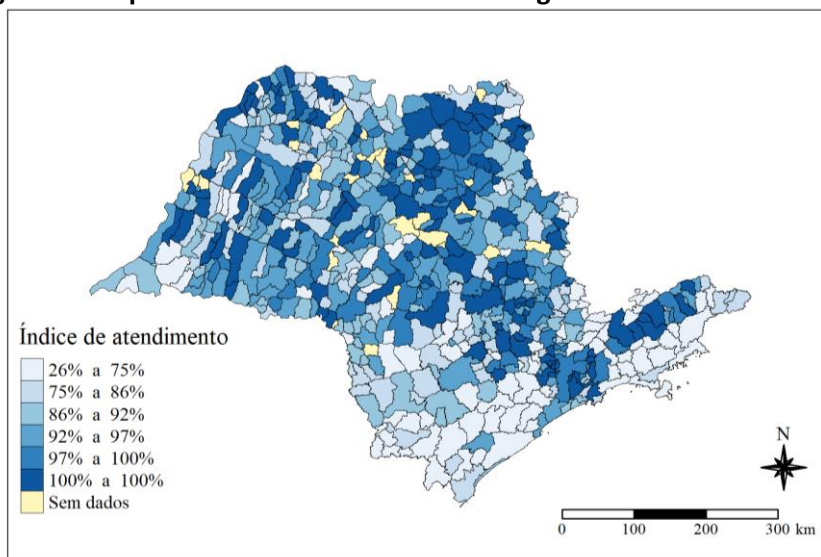 Índice de atendimento
26% a 75%
75% a 86%
86% a 92%
92% a 97%
97% a 100%
100% a 100%
Sem dados
N
0 100 200 300 km